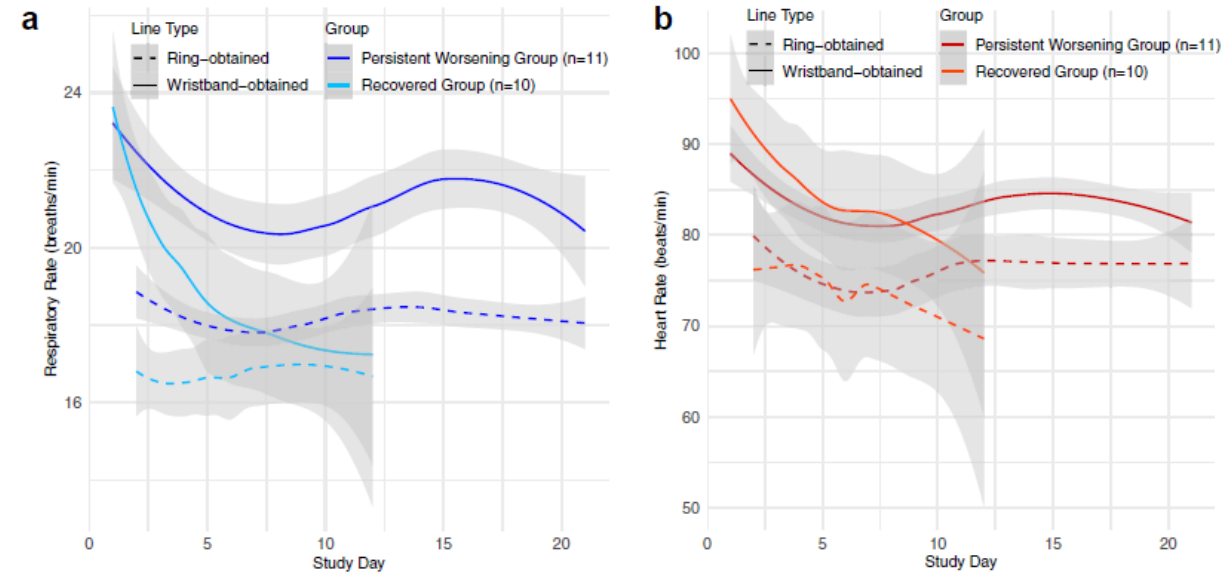 a
Line Type
Group
Ring-obtained
Persistent Worsening Group (n=11)
Wristband-obtained
Recovered Group (n=10)
Respiratory Rate (breaths/min)
24
20
16
0
5
10
15
20
Study Day
b
Line Type
Group
Ring-obtained
Persistent Worsening Group (n=11)
Wristband-obtained
Recovered Group (n=10)
Heart Rate (beats/min)
100
90
80
70
60
50
0
5
10
15
20
Study Day